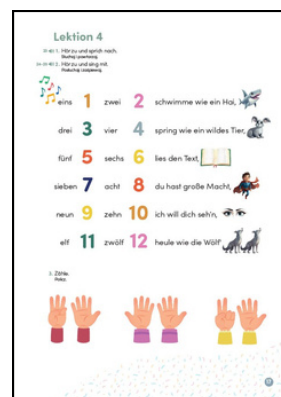 Lektion 4
1. Hör zu und sprich nach.
2. Hör zu und sing mit.
eins 1 zwei 2 schwimme wie ein Hai,
drei 3 vier 4 spring wie ein wildes Tier,
fünf 5 sechs 6 lies den Text,
sieben 7 acht 8 du hast große Macht,
neun 9 zehn 10 ich will dich seh'n,
elf 11 zwölf 12 heule wie die Wölf'
3. Zähle.